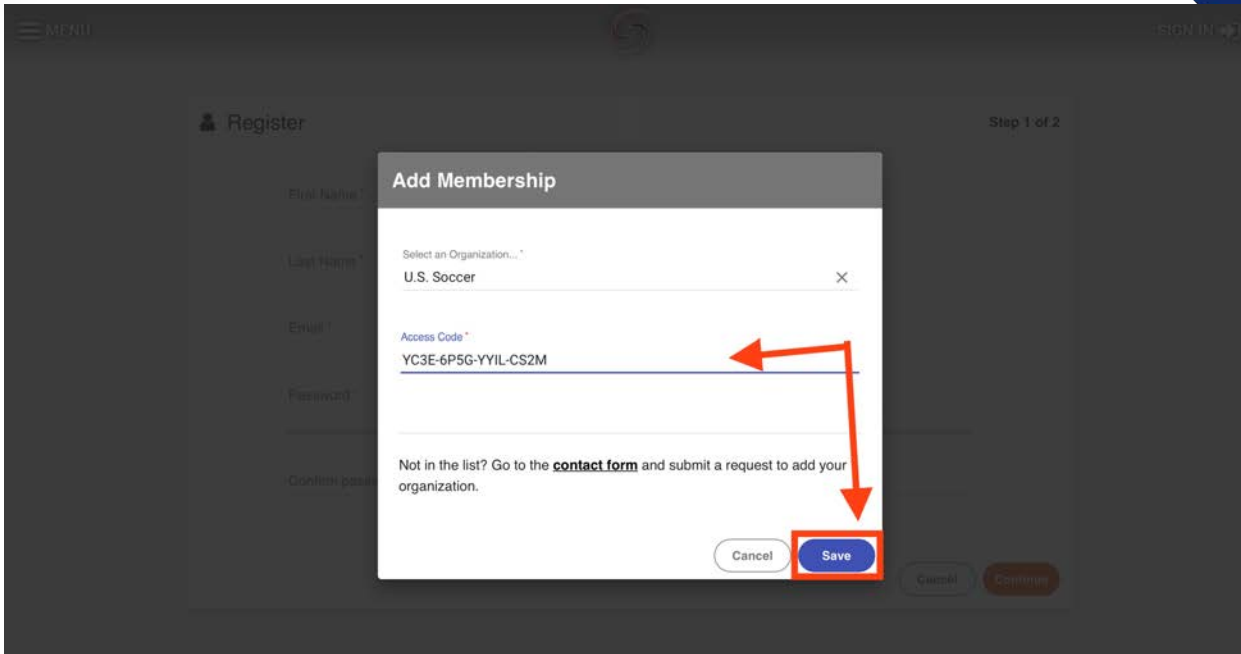 MENU
SIGN IN
Register
Step 1 of 2
First Name *
Last Name *
Email *
Password
Confirm
Add Membership
Select an Organization... *
U.S. Soccer
Access Code *
YC3E-6P5G-YYIL-CS2M
Not in the list? Go to the contact form and submit a request to add your
organization.
Cancel
Save
Cancel
Continue